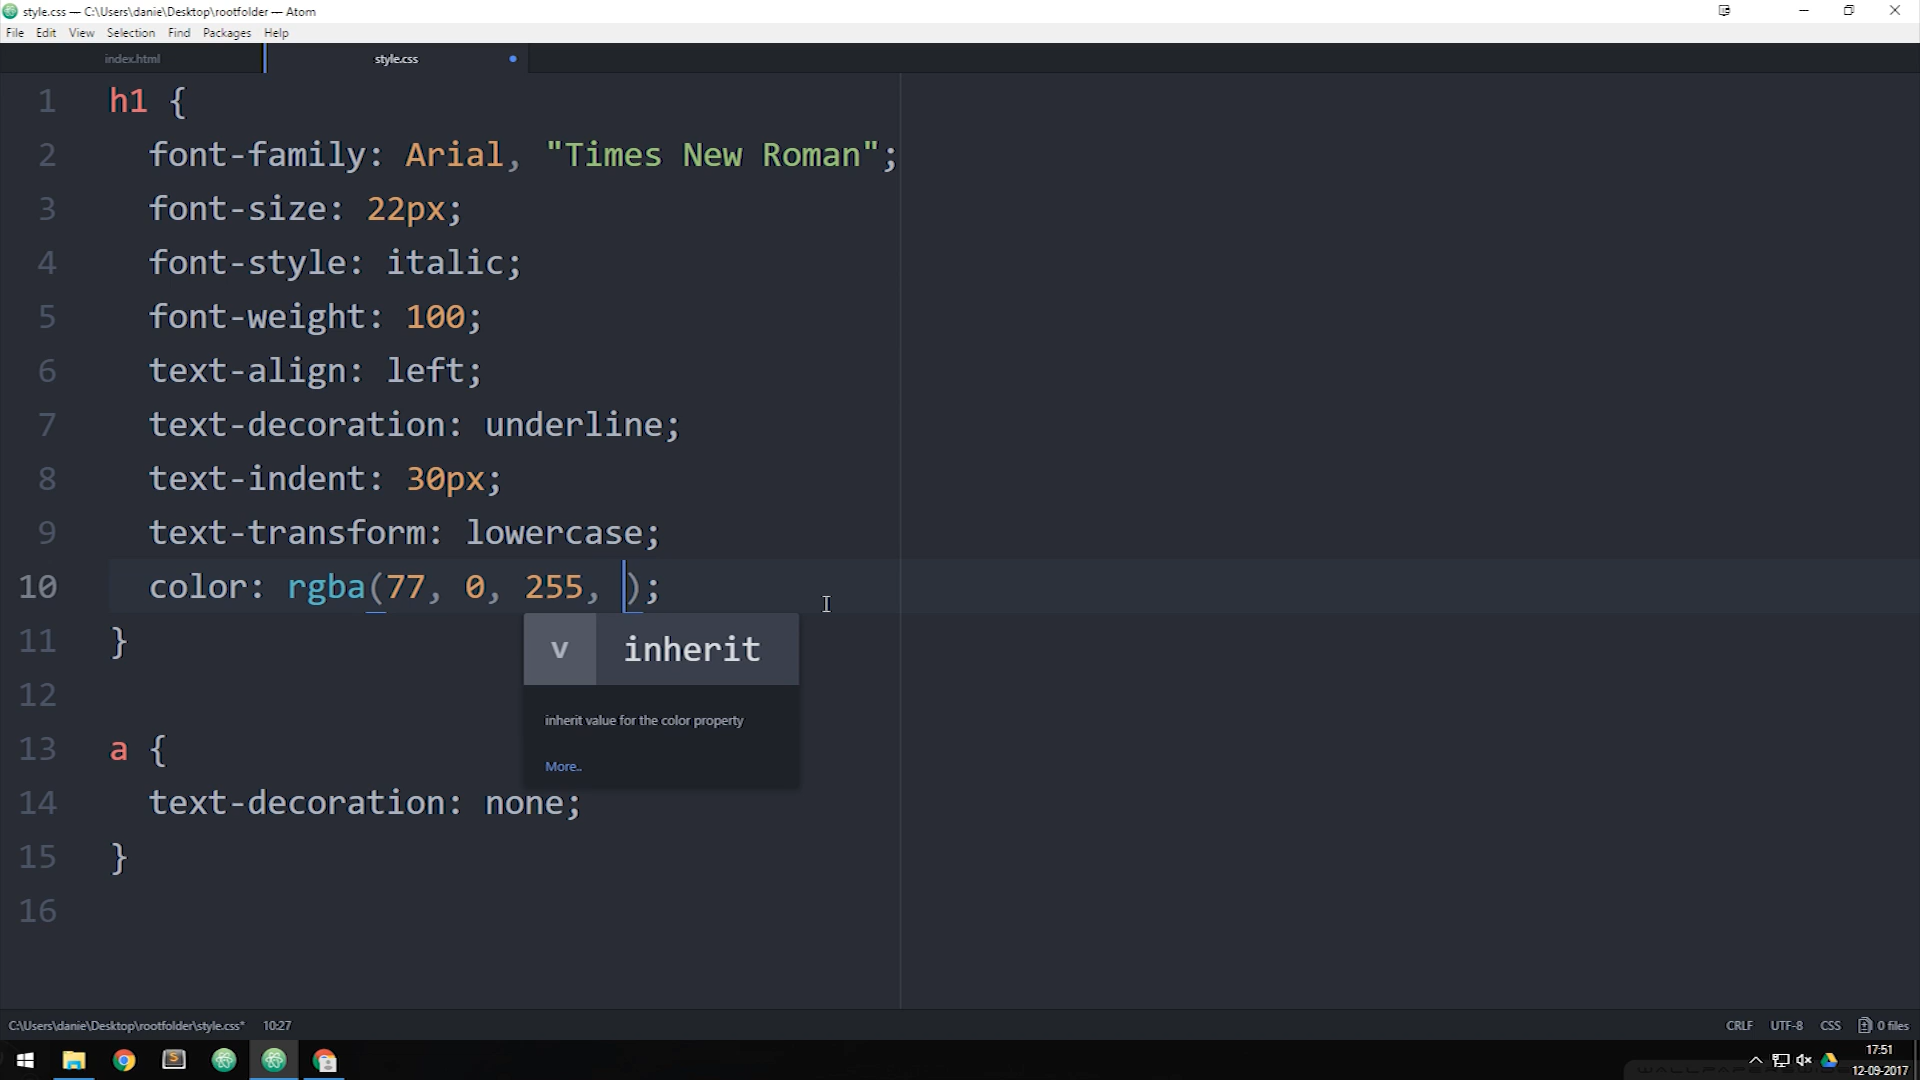 style.css — C:\Users\danie\Desktop\rootfolder — Atom
File Edit View Selection Find Packages Help
index.html style.css
1 h1 {
2 font-family: Arial, "Times New Roman";
3 font-size: 22px;
4 font-style: italic;
5 font-weight: 100;
6 text-align: left;
7 text-decoration: underline;
8 text-indent: 30px;
9 text-transform: lowercase;
10 color: rgba(77, 0, 255, );
11 }
v inherit
12
inherit value for the color property
13 a {
More..
14 text-decoration: none;
15 }
16
C:\Users\danie\Desktop\rootfolder\style.css* 10:27 CRLF UTF-8 CSS 0 files
17:51
12-09-2017